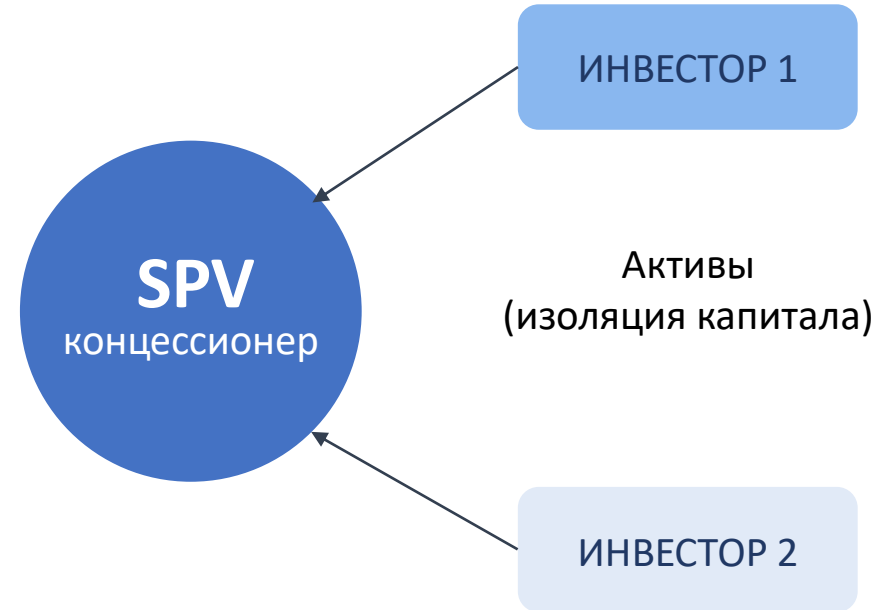 ИНВЕСТОР 1
SPV
концессионер
Активы
(изоляция капитала)
ИНВЕСТОР 2